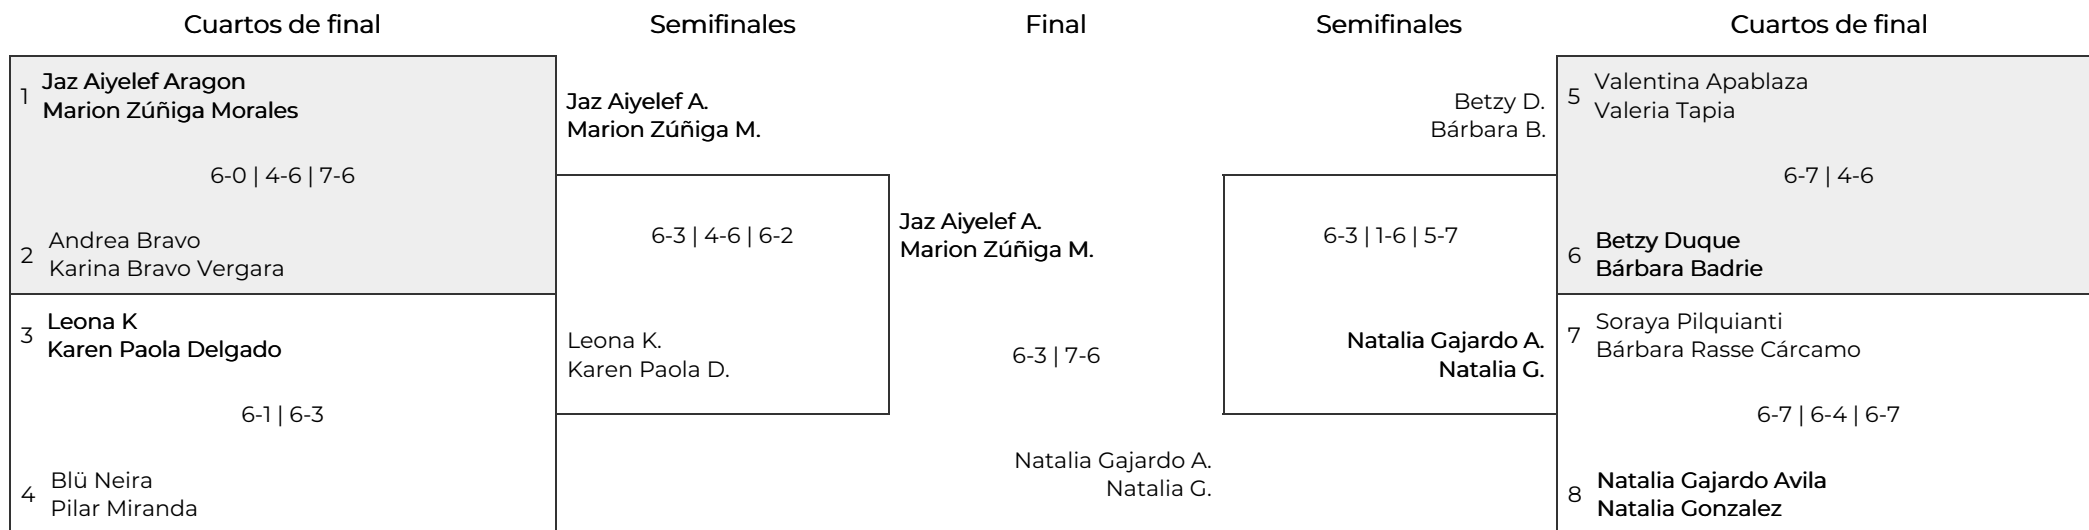 Cuartos de final
Semifinales
Final
Semifinales
Cuartos de final
1
Jaz Aiyelef Aragon
Marion Zúñiga Morales
6-0 | 4-6 | 7-6
2
Andrea Bravo
Karina Bravo Vergara
3
Leona K
Karen Paola Delgado
6-1 | 6-3
4
Blü Neira
Pilar Miranda
Jaz Aiyelef A.
Marion Zúñiga M.
6-3 | 4-6 | 6-2
Leona K.
Karen Paola D.
Jaz Aiyelef A.
Marion Zúñiga M.
6-3 | 7-6
Natalia Gajardo A.
Natalia G.
Betzy D.
Bárbara B.
6-3 | 1-6 | 5-7
Natalia Gajardo A.
Natalia G.
5
Valentina Apablaza
Valeria Tapia
6-7 | 4-6
6
Betzy Duque
Bárbara Badrie
7
Soraya Pilquianti
Bárbara Rasse Cárcamo
6-7 | 6-4 | 6-7
8
Natalia Gajardo Avila
Natalia Gonzalez